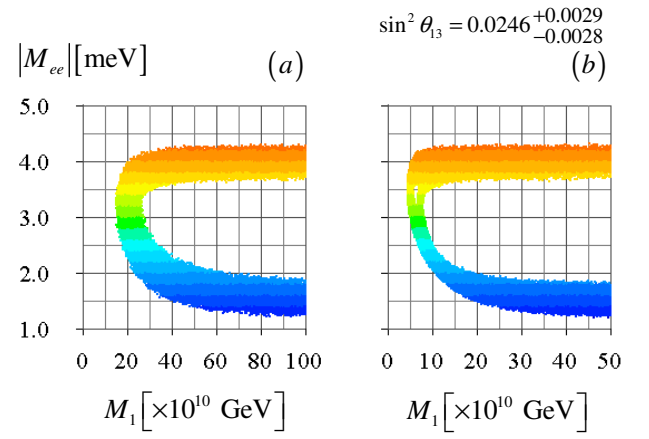 sin² θ₁₃ = 0.0246 +0.0029 −0.0028
|Mₑₑ|[meV] (a) (b)
5.0
4.0
3.0
2.0
1.0
0 20 40 60 80 100 0 10 20 30 40 50
M₁[×10¹⁰ GeV] M₁[×10¹⁰ GeV]